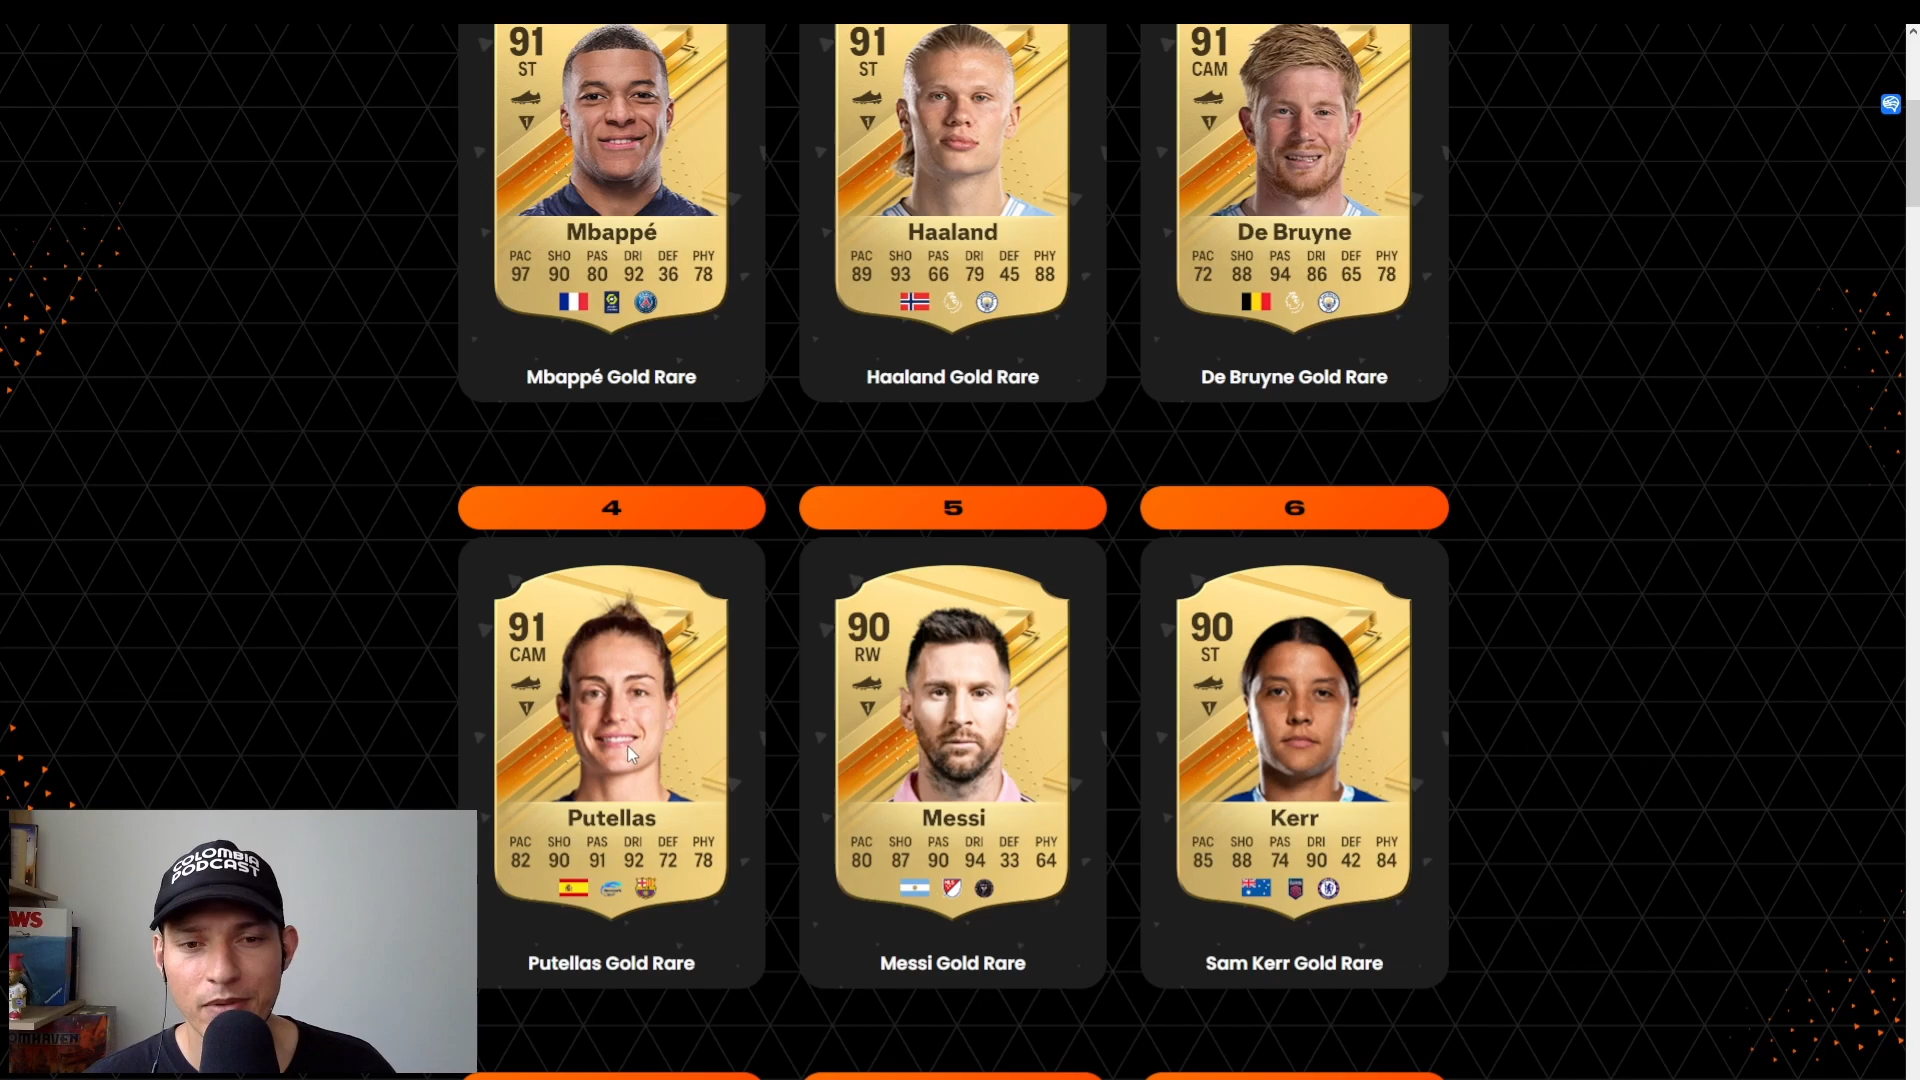 91
ST
Mbappé
PAC SHO PAS DRI DEF PHY
97 90 80 92 36 78
Mbappé Gold Rare
91
ST
Haaland
PAC SHO PAS DRI DEF PHY
89 93 66 79 45 88
Haaland Gold Rare
91
CAM
De Bruyne
PAC SHO PAS DRI DEF PHY
72 88 94 86 65 78
De Bruyne Gold Rare
4
5
6
91
CAM
Putellas
PAC SHO PAS DRI DEF PHY
82 90 91 92 72 78
Putellas Gold Rare
90
RW
Messi
PAC SHO PAS DRI DEF PHY
80 87 90 94 33 64
Messi Gold Rare
90
ST
Kerr
PAC SHO PAS DRI DEF PHY
85 88 74 90 42 84
Sam Kerr Gold Rare
COLOMBIA
PODCAST